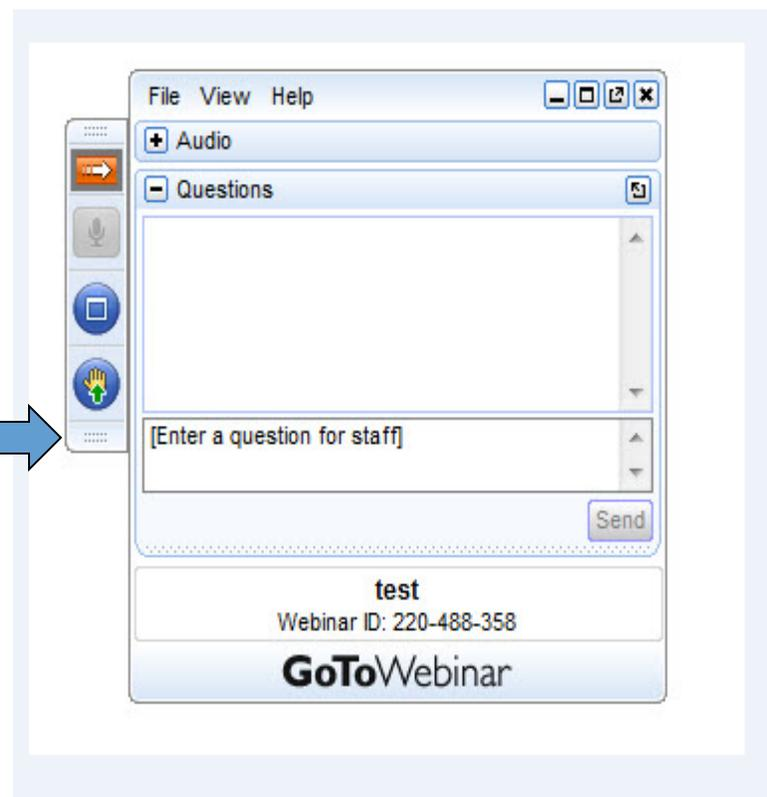 File View Help
Audio
Questions
[Enter a question for staff]
Send
test
Webinar ID: 220-488-358
GoToWebinar